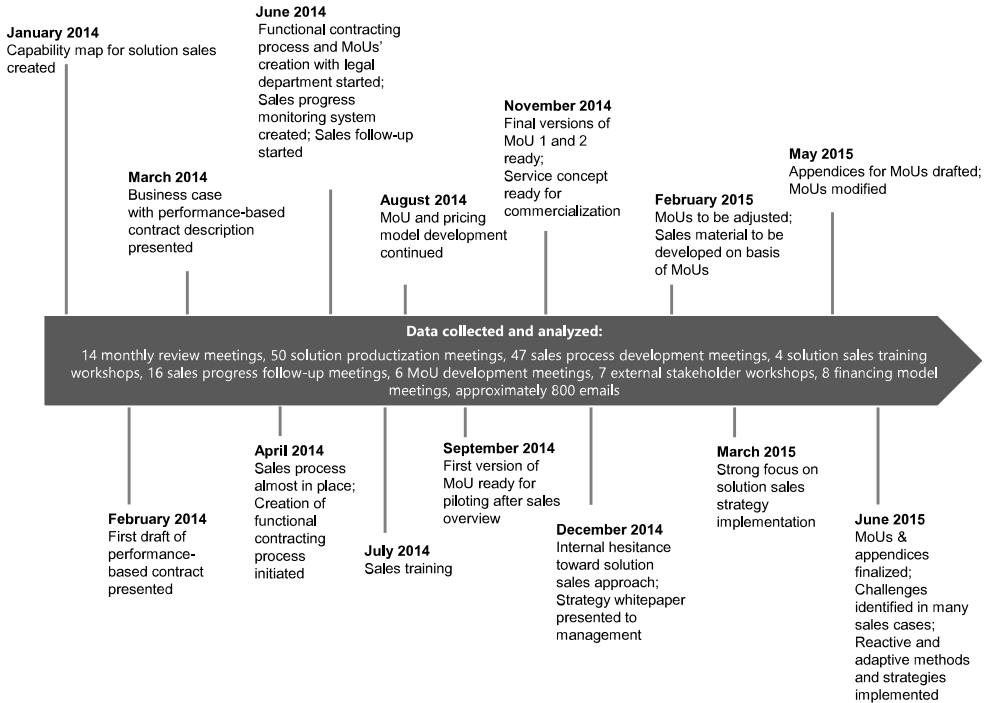 January 2014
Capability map for solution sales
created
June 2014
Functional contracting
process and MoUs'
creation with legal
department started;
Sales progress
monitoring system
created; Sales follow-up
started
March 2014
Business case
with performance-based
contract description
presented
August 2014
MoU and pricing
model development
continued
November 2014
Final versions of
MoU 1 and 2
ready;
Service concept
ready for
commercialization
February 2015
MoUs to be adjusted;
Sales material to be
developed on basis
of MoUs
May 2015
Appendices for MoUs drafted;
MoUs modified
Data collected and analyzed:
14 monthly review meetings, 50 solution productization meetings, 47 sales process development meetings, 4 solution sales training
workshops, 16 sales progress follow-up meetings, 6 MoU development meetings, 7 external stakeholder workshops, 8 financing model
meetings, approximately 800 emails
February 2014
First draft of
performance-
based contract
presented
April 2014
Sales process
almost in place;
Creation of
functional
contracting
process
initiated
July 2014
Sales training
September 2014
First version of
MoU ready for
piloting after sales
overview
December 2014
Internal hesitance
toward solution
sales approach;
Strategy whitepaper
presented to
management
March 2015
Strong focus on
solution sales
strategy
implementation
June 2015
MoUs &
appendices
finalized;
Challenges
identified in many
sales cases;
Reactive and
adaptive methods
and strategies
implemented